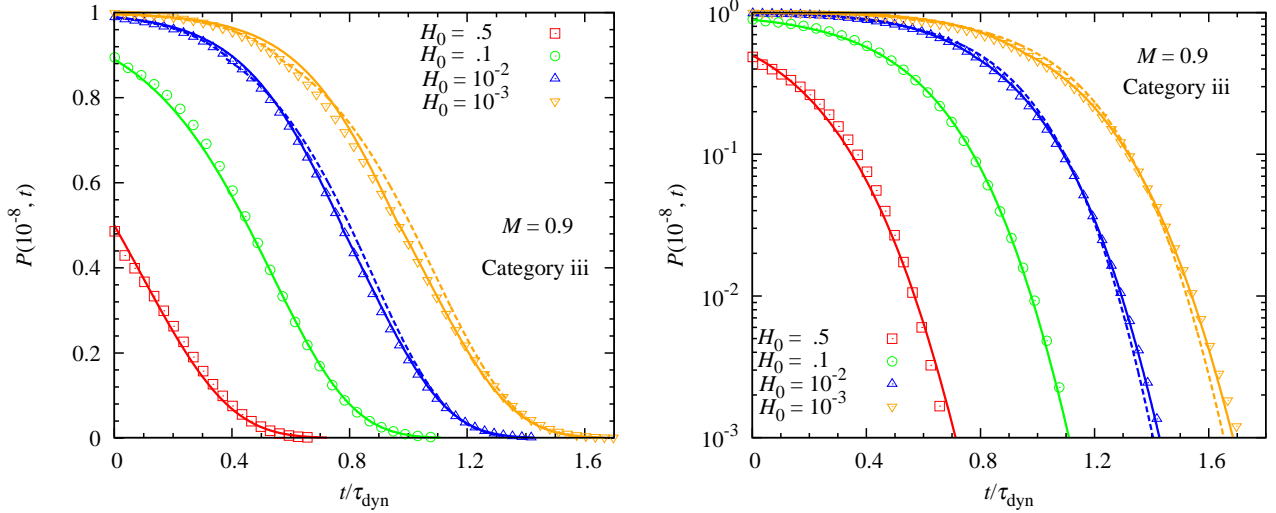 1
0.8
0.6
0.4
0.2
0
P(10⁻⁸, t)
H₀ = .5
H₀ = .1
H₀ = 10⁻²
H₀ = 10⁻³
M = 0.9
Category iii
0 0.4 0.8 1.2 1.6
t/τdyn
10⁰
10⁻¹
10⁻²
10⁻³
P(10⁻⁸, t)
M = 0.9
Category iii
H₀ = .5
H₀ = .1
H₀ = 10⁻²
H₀ = 10⁻³
0 0.4 0.8 1.2 1.6
t/τdyn